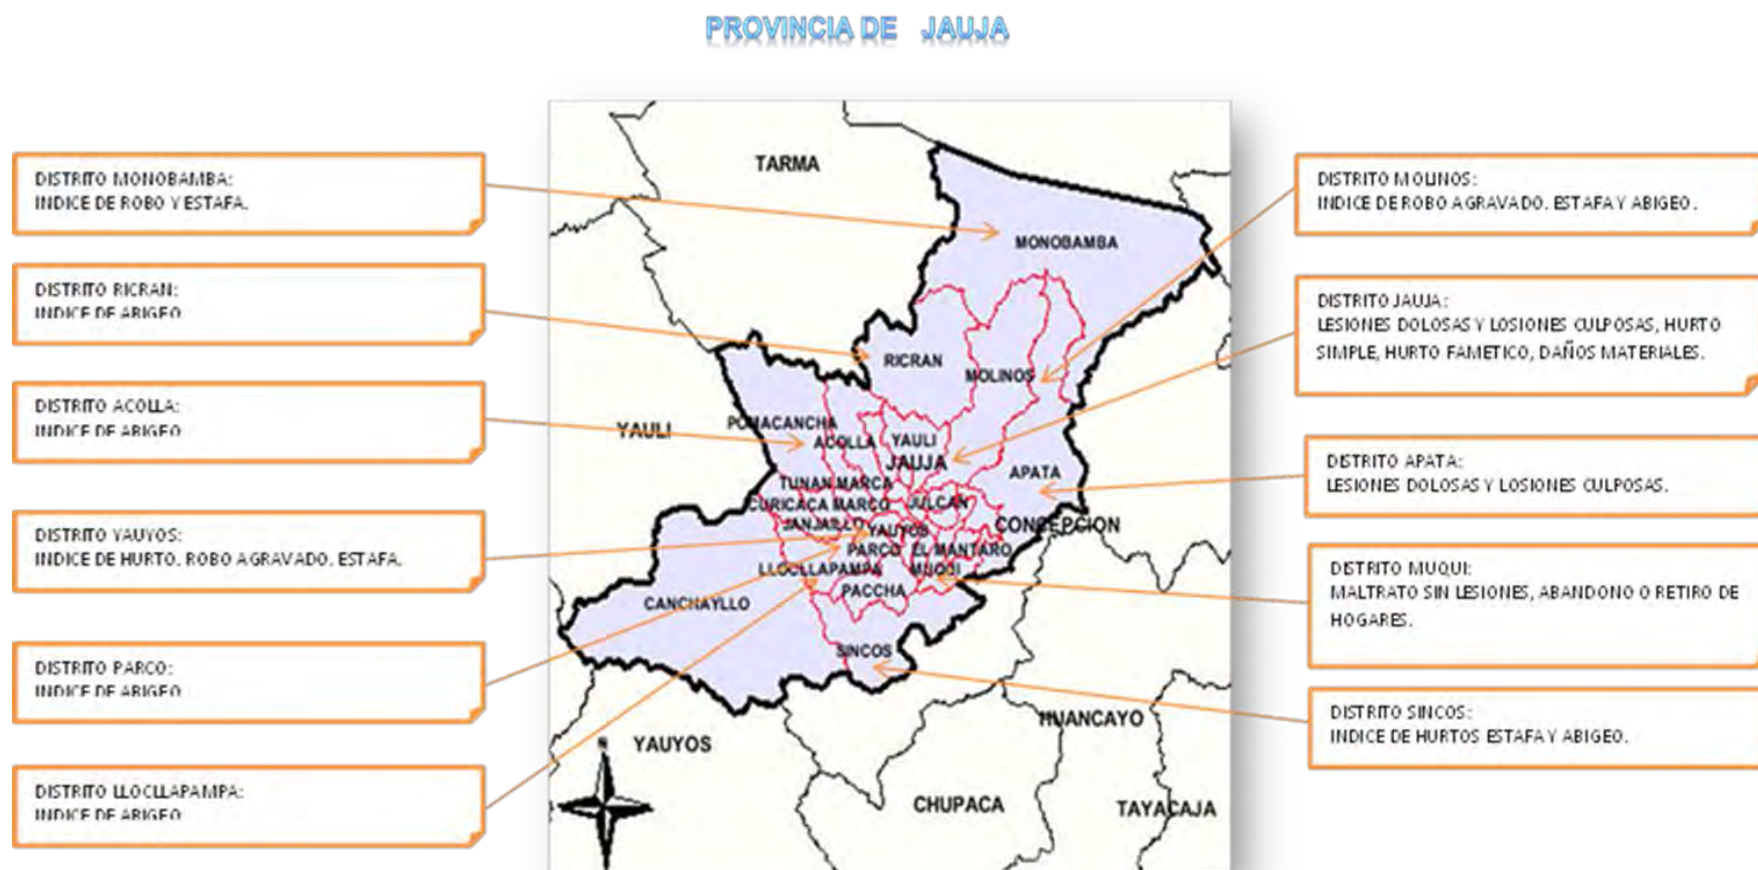 PROVINCIA DE JAUJA
DISTRITO MONOBAMBA:
INDICE DE ROBO Y ESTAFA.
DISTRITO RICRAN:
INDICE DE ABIGEO
DISTRITO ACOLLA:
INDICE DE ABIGEO
DISTRITO YAUYOS:
INDICE DE HURTO. ROBO AGRAVADO. ESTAFA.
DISTRITO PARCO:
INDICE DE ABIGEO
DISTRITO LLOCLLAPAMPA:
INDICE DE ABIGEO
TARMA
MONOBAMBA
RICRAN
MOLINOS
POMACANCHA
YAULI
ACOLLA
YAULI
JAUJA
APATA
TUNAN MARCA
CURICACA MARCO
JULCAN
JANJAILLO
YAUYOS
CONCEPCION
PARCO
EL MANTARO
LLOCLLAPAMPA
MUQUI
PACCHA
CANCHAYLLO
SINCOS
HUANCAYO
YAUYOS
N
CHUPACA
TAYACAJA
DISTRITO MOLINOS:
INDICE DE ROBO AGRAVADO. ESTAFA Y ABIGEO.
DISTRITO JAUJA:
LESIONES DOLOSAS Y LOSIONES CULPOSAS, HURTO
SIMPLE, HURTO FAMETICO, DAÑOS MATERIALES.
DISTRITO APATA:
LESIONES DOLOSAS Y LOSIONES CULPOSAS.
DISTRITO MUQUI:
MALTRATO SIN LESIONES, ABANDONO O RETIRO DE
HOGARES.
DISTRITO SINCOS:
INDICE DE HURTOS ESTAFA Y ABIGEO.